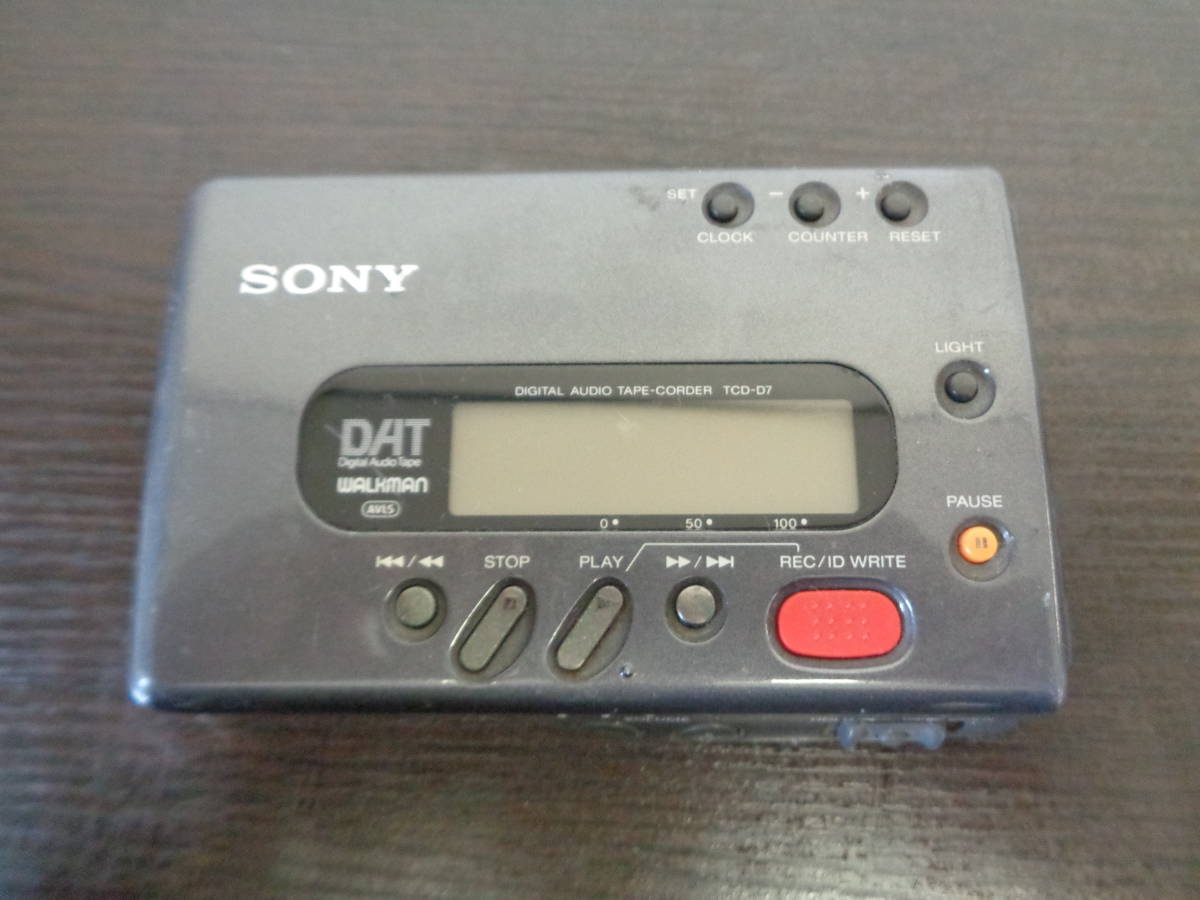 SET - +
CLOCK COUNTER RESET
SONY
LIGHT
DIGITAL AUDIO TAPE-CORDER TCD-D7
DAT
Digital Audio Tape
WALKMAN
AVLS
0 50 100
PAUSE
STOP PLAY REC/ID WRITE